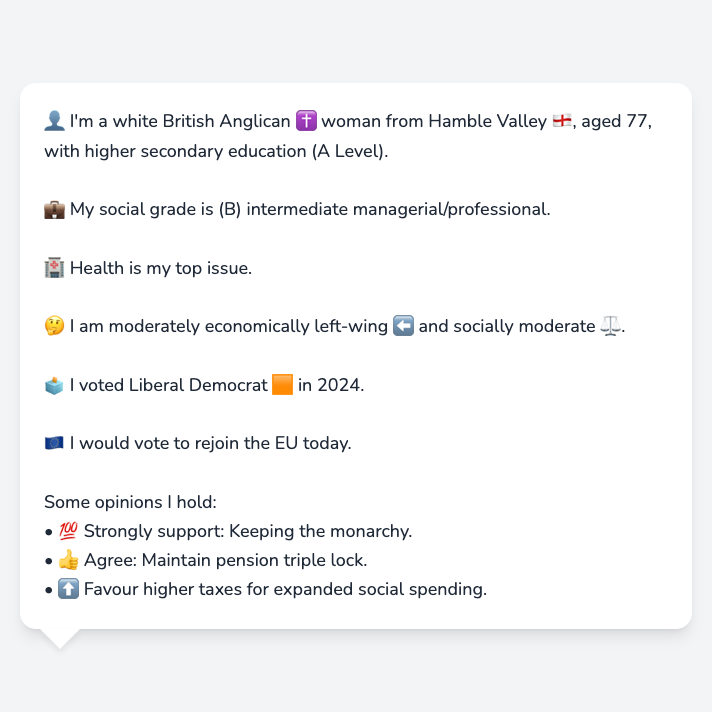 👤 I'm a white British Anglican ✝️ woman from Hamble Valley 🏴󠁧󠁢󠁥󠁮󠁧󠁿, aged 77,
with higher secondary education (A Level).
💼 My social grade is (B) intermediate managerial/professional.
🏥 Health is my top issue.
🤔 I am moderately economically left-wing ⬅️ and socially moderate ⚖️.
🗳️ I voted Liberal Democrat 🟧 in 2024.
🇪🇺 I would vote to rejoin the EU today.
Some opinions I hold:
• 💯 Strongly support: Keeping the monarchy.
• 👍 Agree: Maintain pension triple lock.
• ⬆️ Favour higher taxes for expanded social spending.